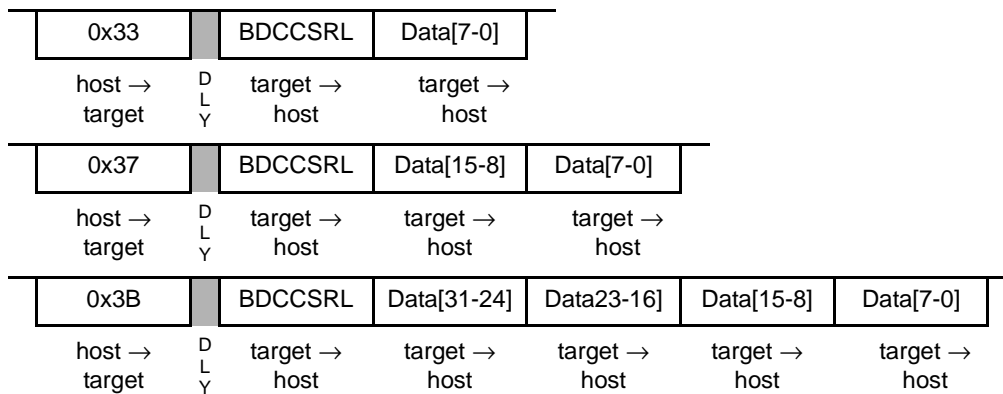 0x33 BDCCSRL Data[7-0]
host → D target → target →
L
target Y host host
0x37 BDCCSRL Data[15-8] Data[7-0]
host → D target → target → target →
L
target Y host host host
0x3B BDCCSRL Data[31-24] Data23-16] Data[15-8] Data[7-0]
host → D target → target → target → target → target →
L
target Y host host host host host